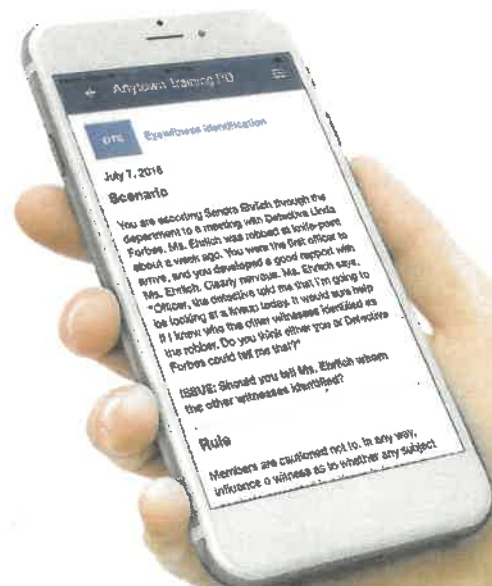 Anytown Training PD
DTB
Eyewitness Identification
July 7, 2016
Scenario
You are escorting Sandra Ehrlich through the
department to a meeting with Detective Linda
Forbes. Ms. Ehrlich was robbed at knife-point
about a week ago. You were the first officer to
arrive, and you developed a good rapport with
Ms. Ehrlich. Clearly nervous, Ms. Ehrlich says,
"Officer, the detective told me that I'm going to
be looking at a lineup today. It would sure help
if I knew who the other witnesses identified as
the robber. Do you think either you or Detective
Forbes could tell me that?"
ISSUE: Should you tell Ms. Ehrlich whom
the other witnesses identified?
Rule
Members are cautioned not to, in any way,
influence a witness as to whether any subject